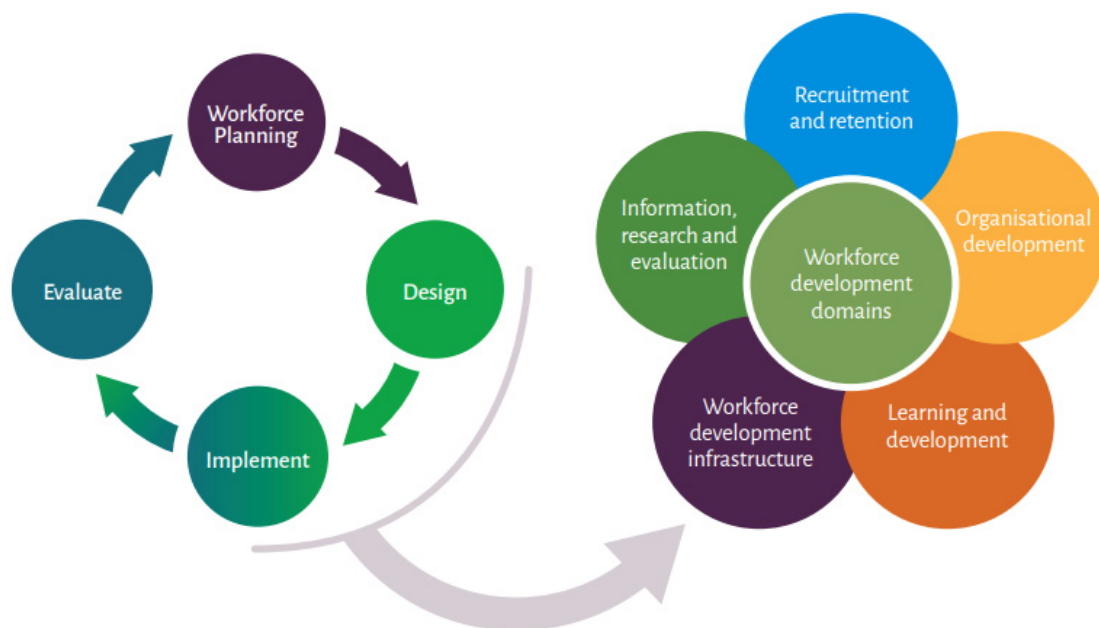 Workforce
Planning
Design
Implement
Evaluate
Recruitment
and retention
Organisational
development
Learning and
development
Workforce
development
infrastructure
Information,
research and
evaluation
Workforce
development
domains